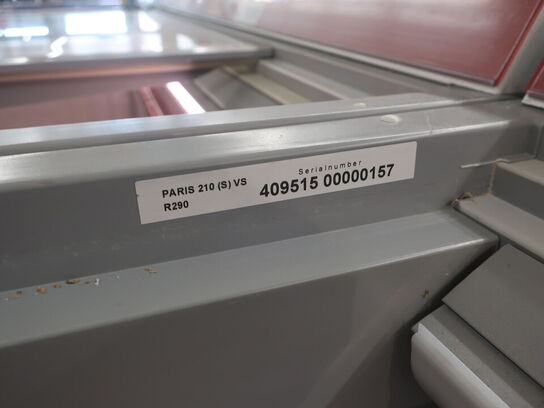 PARIS 210 (S) VS
R290
Serialnumber
409515 00000157